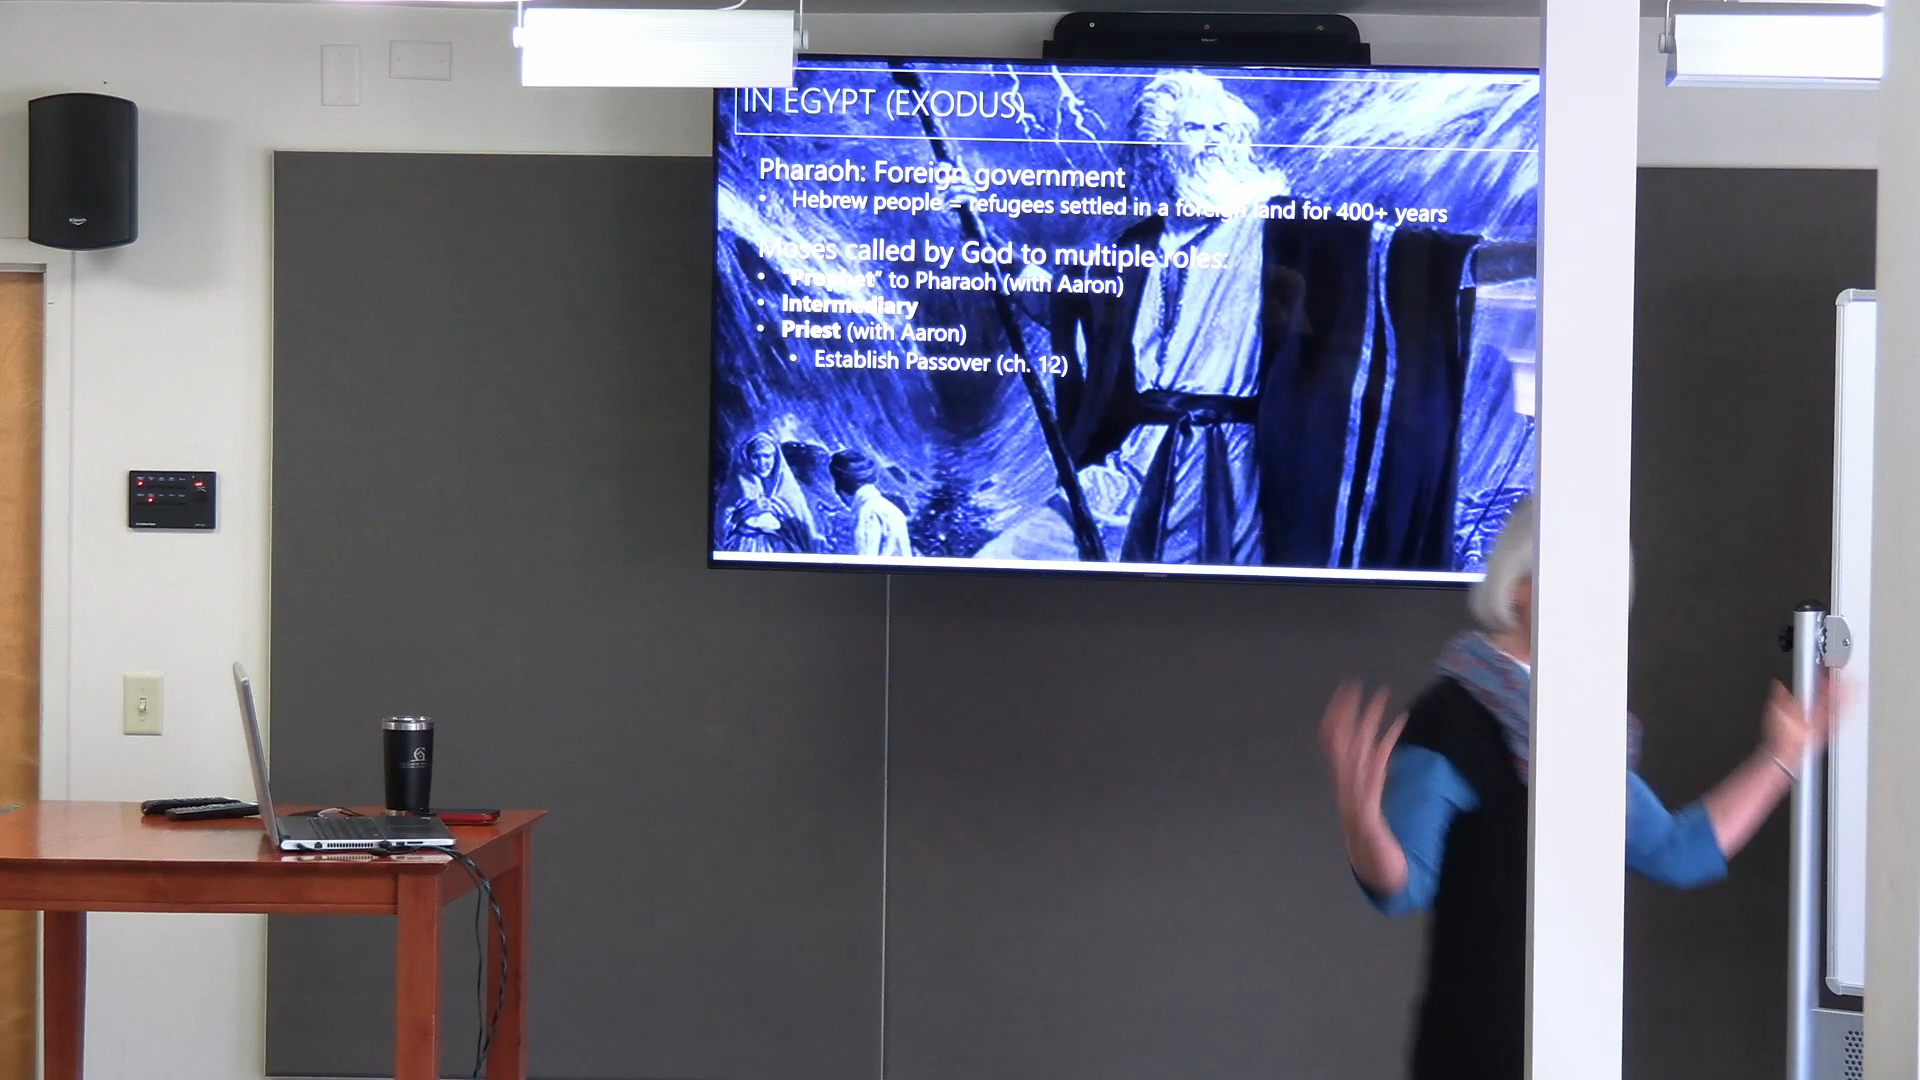 IN EGYPT (EXODUS)
Pharaoh: Foreign government
• Hebrew people = refugees settled in a foreign land for 400+ years
Moses called by God to multiple roles:
• "Prophet" to Pharaoh (with Aaron)
• Intermediary
• Priest (with Aaron)
• Establish Passover (ch. 12)
Klipsch